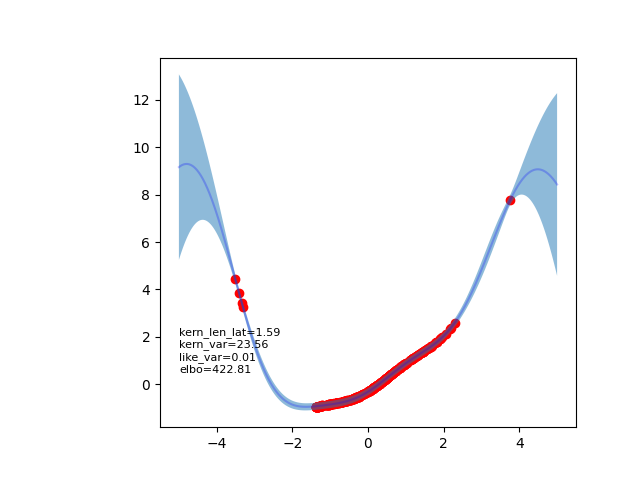 12
10
8
6
4
2
0
kern_len_lat=1.59
kern_var=23.56
like_var=0.01
elbo=422.81
−4 −2 0 2 4